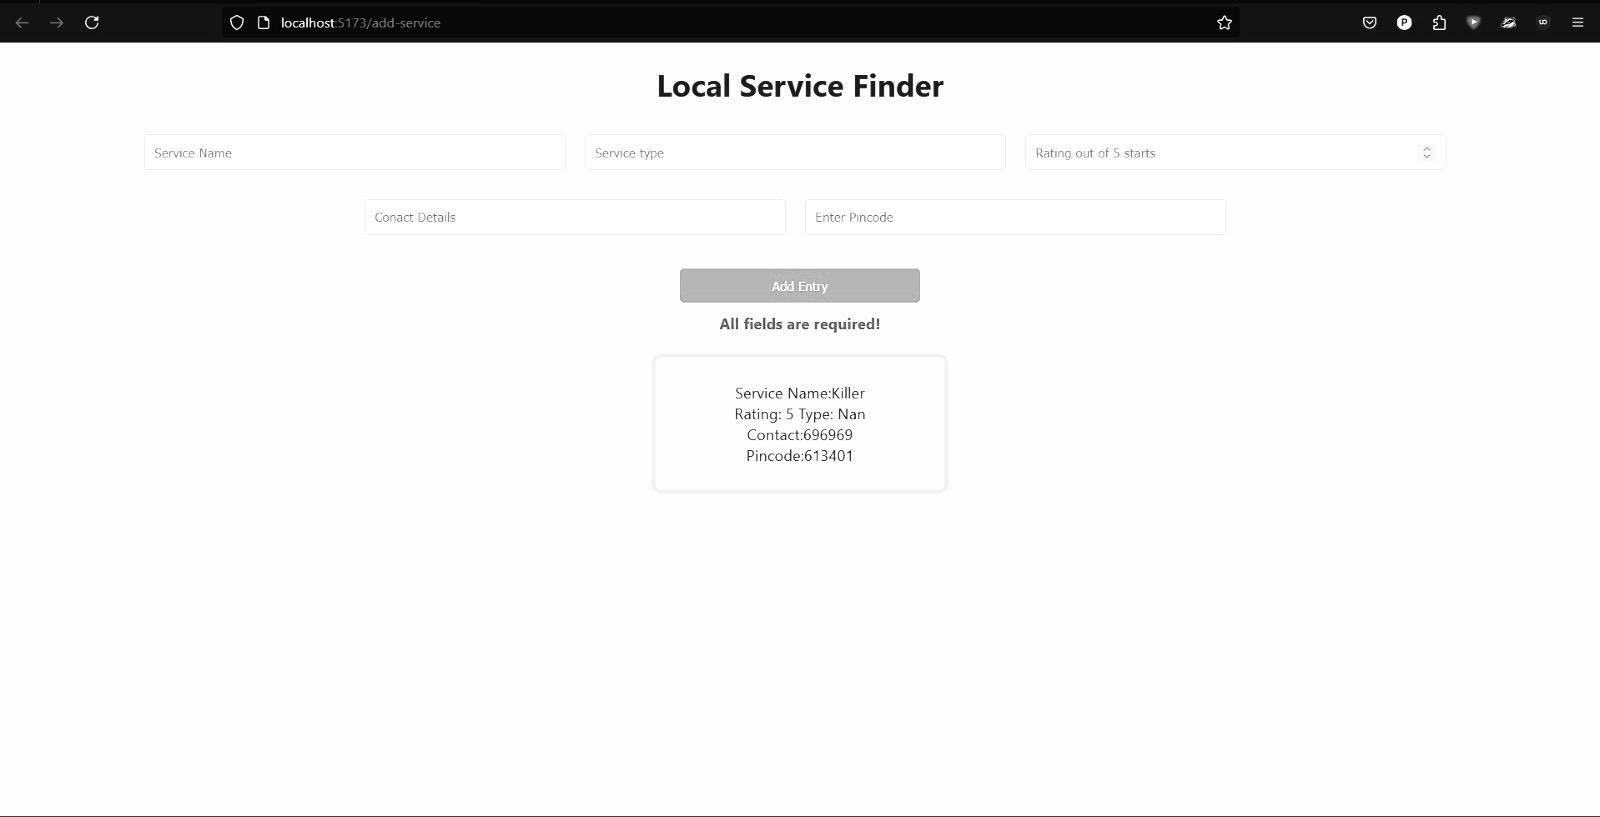 localhost:5173/add-service
P
Local Service Finder
Service Name
Service type
Rating out of 5 starts
Conact Details
Enter Pincode
Add Entry
All fields are required!
Service Name:Killer
Rating: 5 Type: Nan
Contact:696969
Pincode:613401